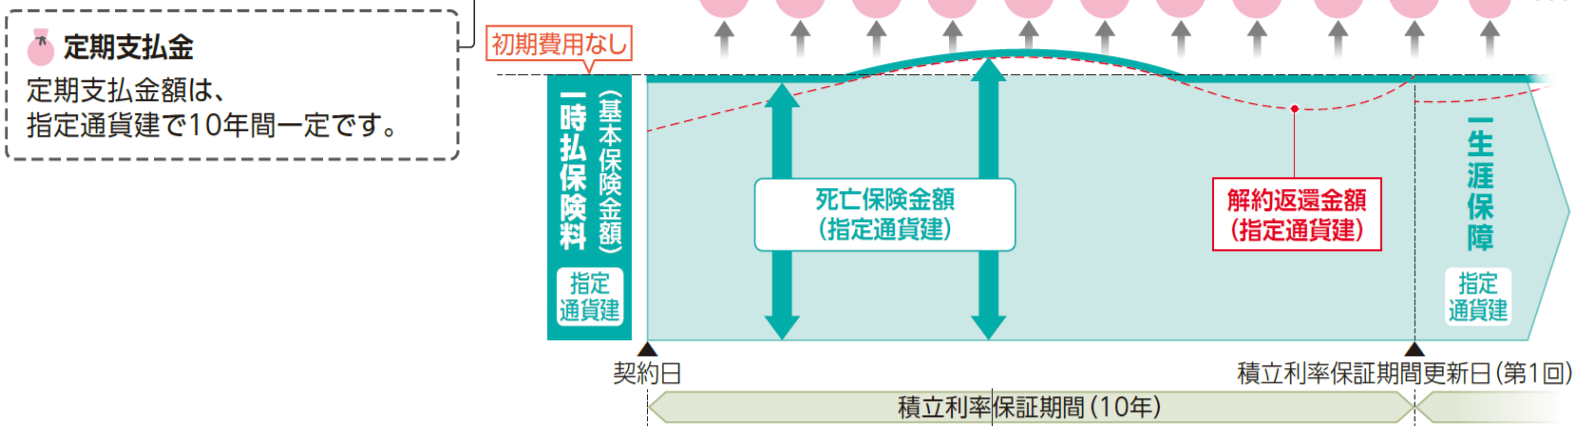 定期支払金
定期支払金額は、
指定通貨建で10年間一定です。
初期費用なし
一時払保険料
(基本保険金額)
指定
通貨建
死亡保険金額
(指定通貨建)
解約返還金額
(指定通貨建)
一生涯保障
指定
通貨建
契約日
積立利率保証期間更新日(第1回)
積立利率保証期間(10年)